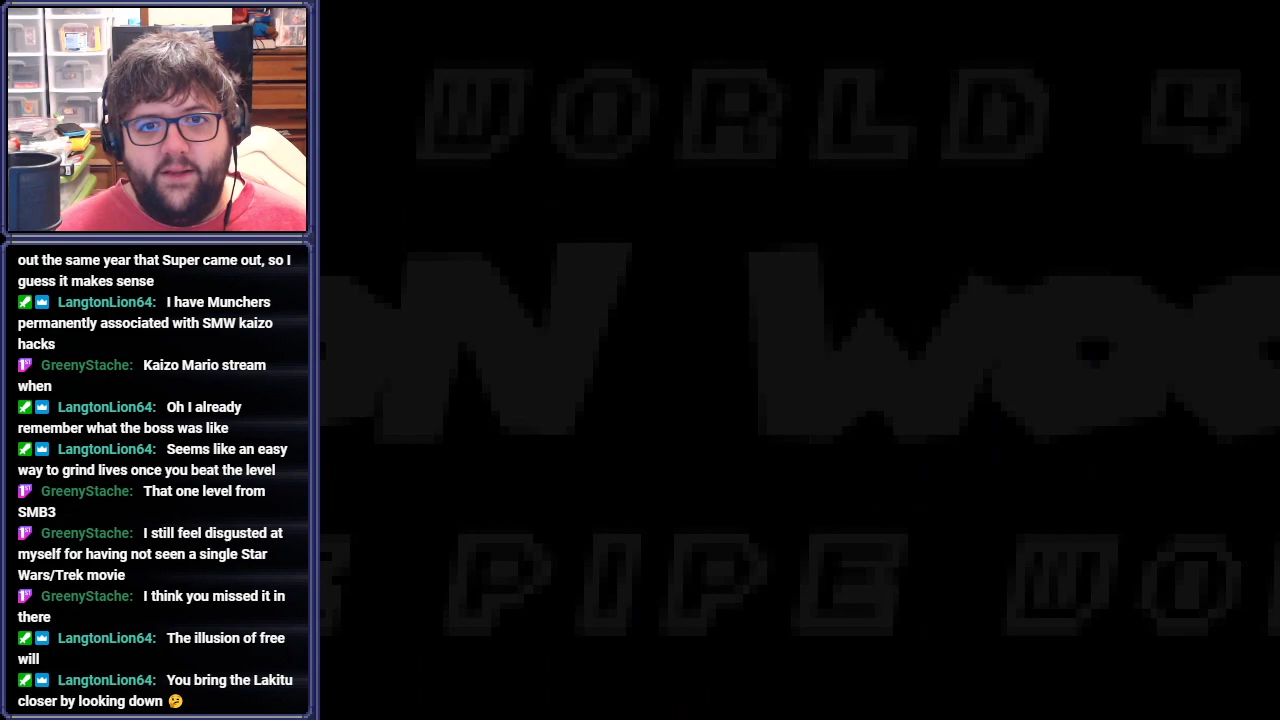 WORLD 4
out the same year that Super came out, so I
guess it makes sense
LangtonLion64: I have Munchers
permanently associated with SMW kaizo
hacks
1ST GreenyStache: Kaizo Mario stream
when
LangtonLion64: Oh I already
remember what the boss was like
LangtonLion64: Seems like an easy
way to grind lives once you beat the level
1ST GreenyStache: That one level from
SMB3
1ST GreenyStache: I still feel disgusted at
myself for having not seen a single Star
Wars/Trek movie
1ST GreenyStache: I think you missed it in
there
LangtonLion64: The illusion of free
will
LangtonLion64: You bring the Lakitu
closer by looking down 🤔
PIPE